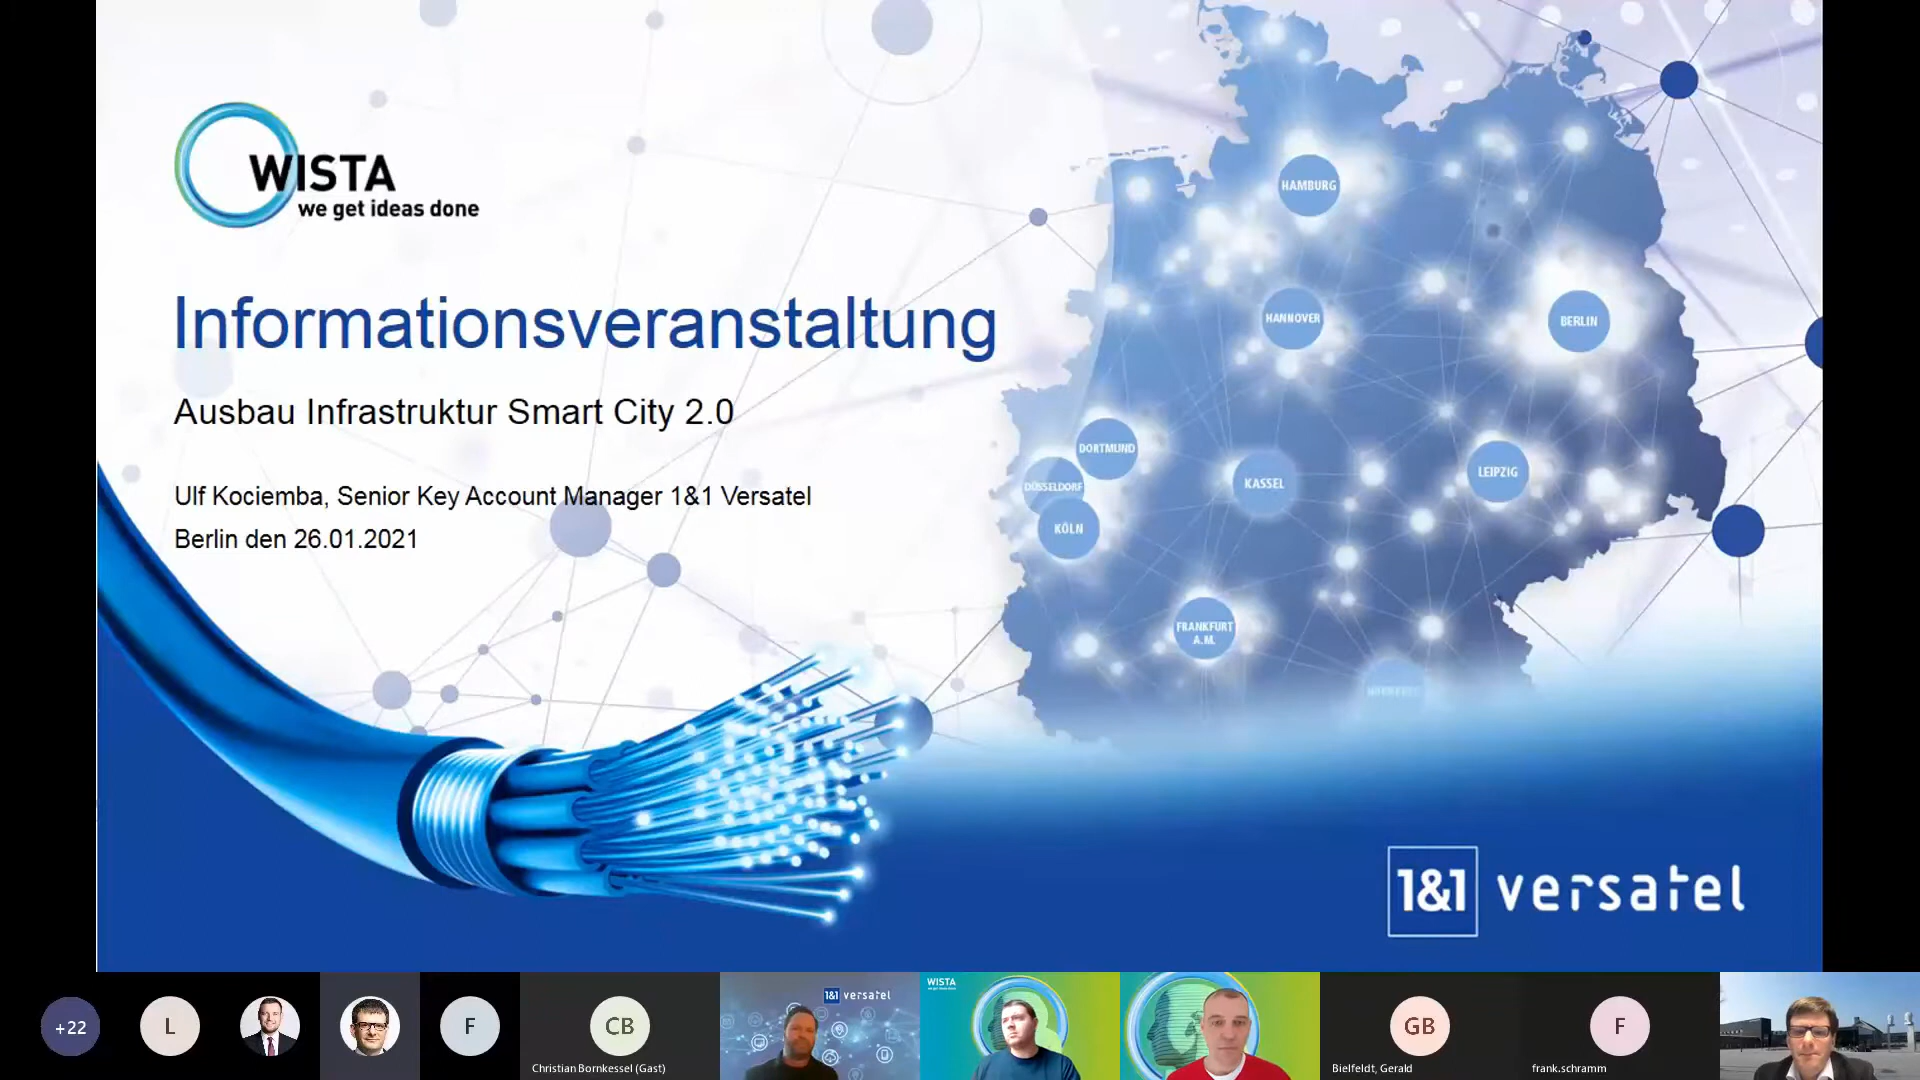 WISTA
we get ideas done
Informationsveranstaltung
Ausbau Infrastruktur Smart City 2.0
Ulf Kociemba, Senior Key Account Manager 1&1 Versatel
Berlin den 26.01.2021
HAMBURG
HANNOVER
BERLIN
DORTMUND
DÜSSELDORF
KÖLN
KASSEL
LEIPZIG
FRANKFURT
A.M.
1&1 versatel
+22
L
F
CB
Christian Bornkessel (Gast)
1&1 versatel
WISTA
GB
Bielfeldt, Gerald
F
frank.schramm